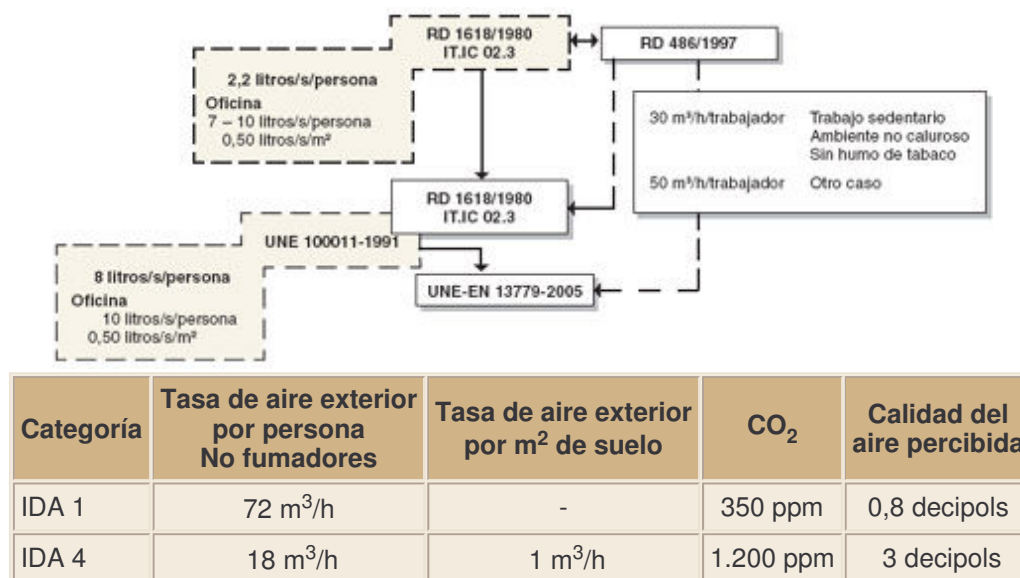 RD 1618/1980
IT.IC 02.3
RD 486/1997
2,2 litros/s/persona
Oficina
7 – 10 litros/s/persona
0,50 litros/s/m²
30 m³/h/trabajador Trabajo sedentario
Ambiente no caluroso
Sin humo de tabaco
50 m³/h/trabajador Otro caso
RD 1618/1980
IT.IC 02.3
UNE 100011-1991
8 litros/s/persona
Oficina
10 litros/s/persona
0,50 litros/s/m²
UNE-EN 13779-2005
Categoría
Tasa de aire exterior
por persona
No fumadores
Tasa de aire exterior
por m² de suelo
CO₂
Calidad del
aire percibida
IDA 1 72 m³/h - 350 ppm 0,8 decipols
IDA 4 18 m³/h 1 m³/h 1.200 ppm 3 decipols